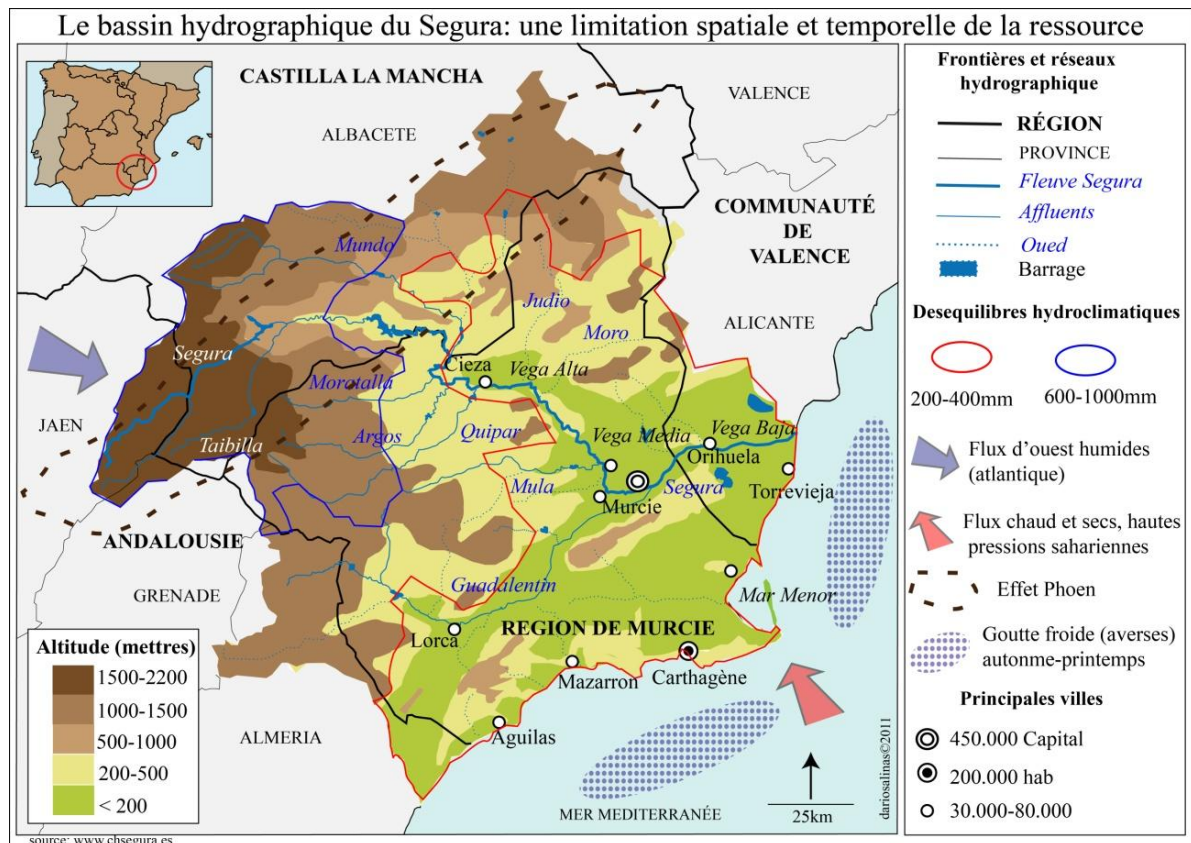 Le bassin hydrographique du Segura: une limitation spatiale et temporelle de la ressource
CASTILLA LA MANCHA
VALENCE
ALBACETE
COMMUNAUTÉ
DE
VALENCE
Mundo
Judio
ALICANTE
Moro
Segura
Cieza
Vega Alta
Moratalla
JAEN
Taibilla
Argos
Quipar
Vega Media
Vega Baja
Orihuela
Mula
Segura
Torrevieja
Murcie
ANDALOUSIE
GRENADE
Guadalentin
Mar Menor
Lorca
REGION DE MURCIE
Mazarron
Carthagène
ALMERIA
Aguilas
MER MEDITERRANÉE
25km
Altitude (mettres)
1500-2200
1000-1500
500-1000
200-500
< 200
source: www.chsegura.es
dariosalinas©2011
Frontières et réseaux
hydrographique
RÉGION
PROVINCE
Fleuve Segura
Affluents
Oued
Barrage
Desequilibres hydroclimatiques
200-400mm
600-1000mm
Flux d'ouest humides
(atlantique)
Flux chaud et secs, hautes
pressions sahariennes
Effet Phoen
Goutte froide (averses)
autonme-printemps
Principales villes
450.000 Capital
200.000 hab
30.000-80.000